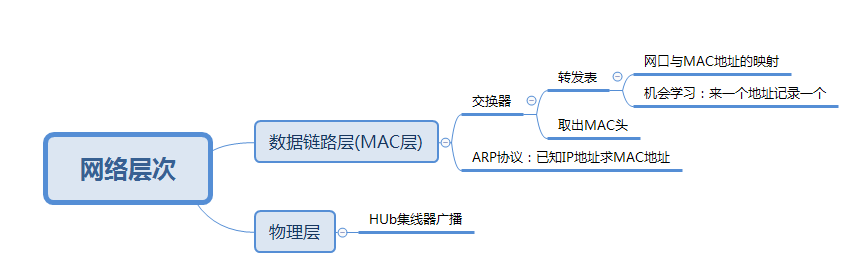 网络层次
数据链路层(MAC层)
交换器
转发表
网口与MAC地址的映射
机会学习：来一个地址记录一个
取出MAC头
ARP协议：已知IP地址求MAC地址
物理层
HUb集线器广播